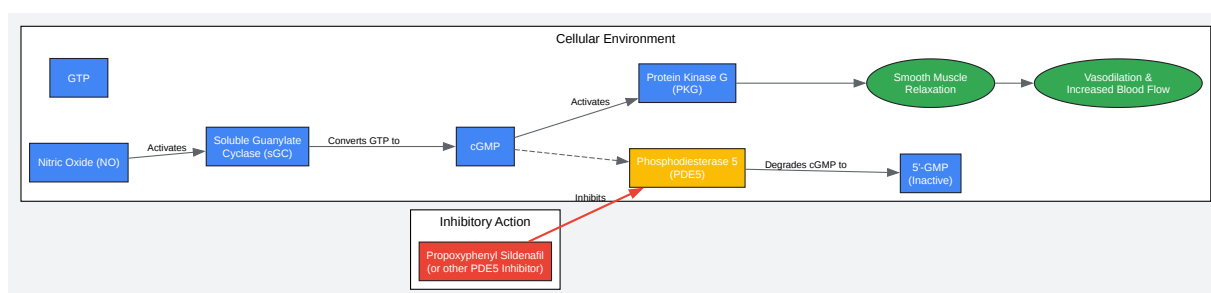 Cellular Environment
GTP
Protein Kinase G
(PKG)
Smooth Muscle
Relaxation
Vasodilation &
Increased Blood Flow
Activates
Nitric Oxide (NO)
Activates
Soluble Guanylate
Cyclase (sGC)
Converts GTP to
cGMP
Phosphodiesterase 5
(PDE5)
Degrades cGMP to
5'-GMP
(Inactive)
Inhibits
Inhibitory Action
Propoxyphenyl Sildenafil
(or other PDE5 Inhibitor)